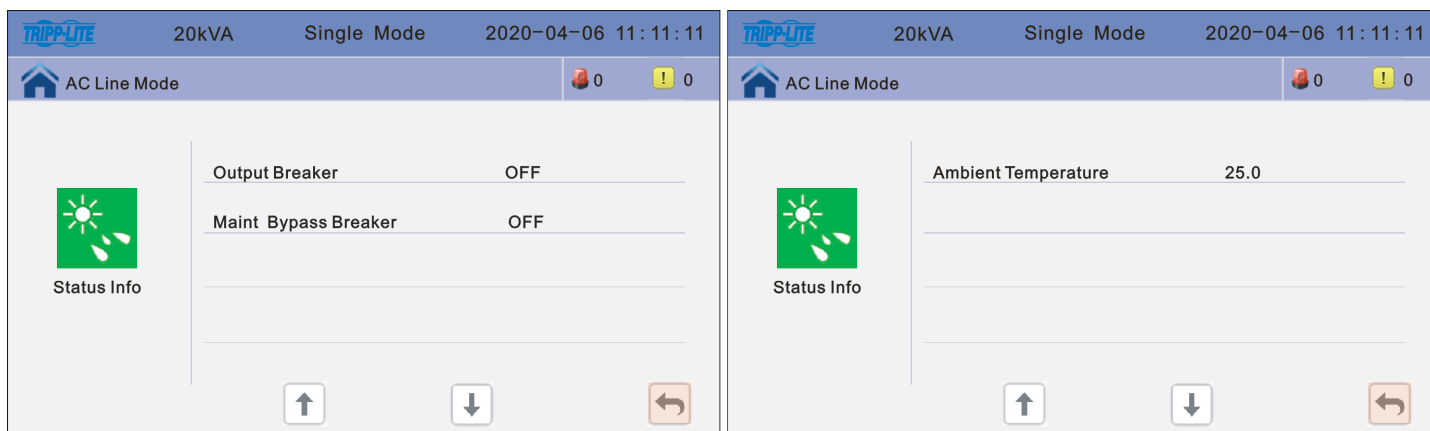 TRIPP-LITE 20kVA Single Mode 2020-04-06 11:11:11
AC Line Mode 0 ! 0
Output Breaker OFF
Maint Bypass Breaker OFF
Status Info
TRIPP-LITE 20kVA Single Mode 2020-04-06 11:11:11
AC Line Mode 0 ! 0
Ambient Temperature 25.0
Status Info